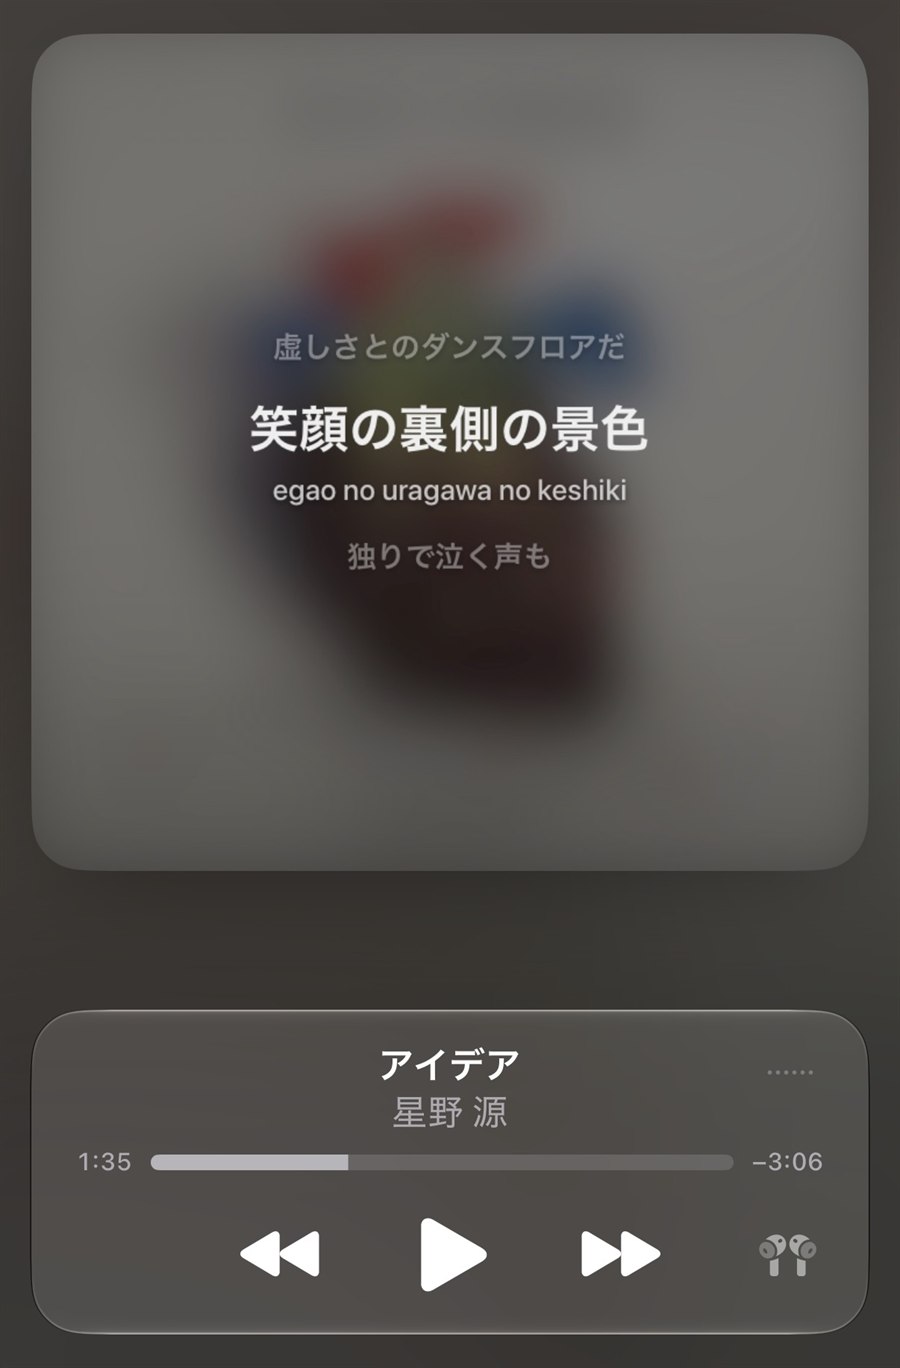 虚しさとのダンスフロアだ
笑顔の裏側の景色
egao no uragawa no keshiki
独りで泣く声も
アイデア
星野 源
1:35
−3:06